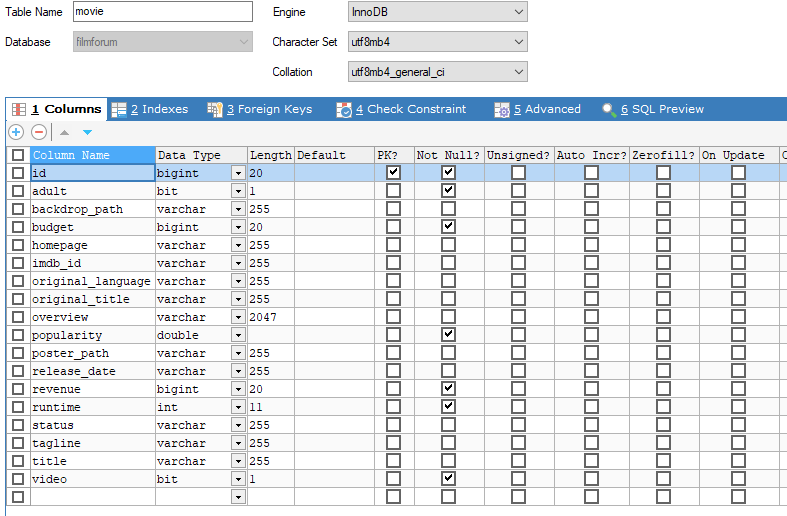 Table Name movie Engine InnoDB
Database filmforum Character Set utf8mb4
Collation utf8mb4_general_ci
1 Columns 2 Indexes 3 Foreign Keys 4 Check Constraint 5 Advanced 6 SQL Preview
Column Name Data Type Length Default PK? Not Null? Unsigned? Auto Incr? Zerofill? On Update C
id bigint 20
adult bit 1
backdrop_path varchar 255
budget bigint 20
homepage varchar 255
imdb_id varchar 255
original_language varchar 255
original_title varchar 255
overview varchar 2047
popularity double
poster_path varchar 255
release_date varchar 255
revenue bigint 20
runtime int 11
status varchar 255
tagline varchar 255
title varchar 255
video bit 1